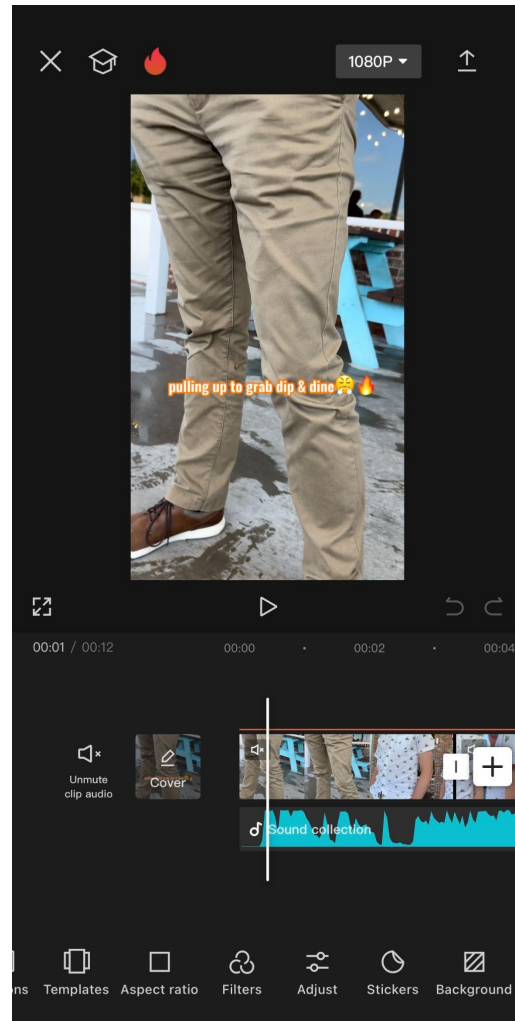 1080P
pulling up to grab dip & dine😤🔥
00:01 / 00:12
00:00
00:02
00:04
Unmute
clip audio
Cover
Sound collection
ns
Templates
Aspect ratio
Filters
Adjust
Stickers
Background